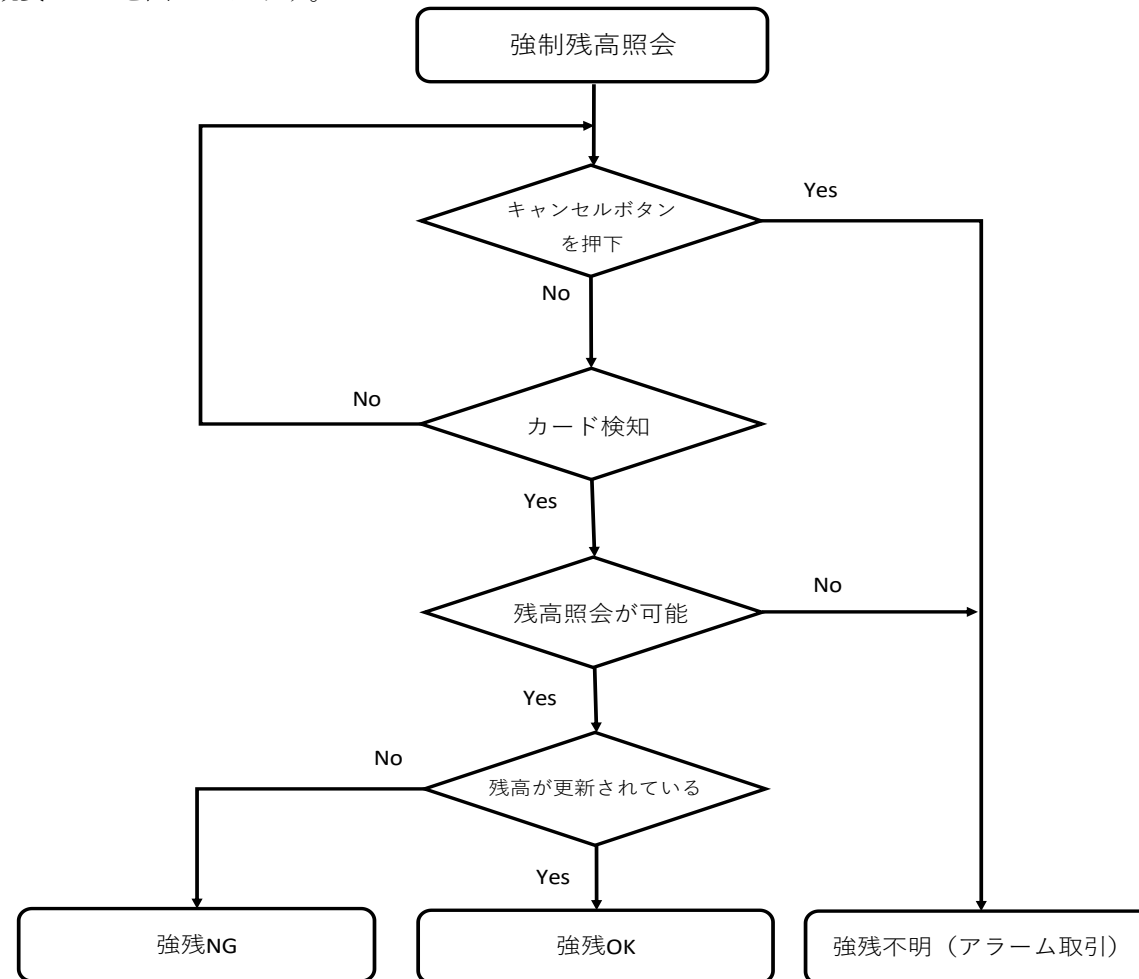 強制残高照会
キャンセルボタン
を押下
Yes
No
カード検知
No
Yes
残高照会が可能
No
Yes
残高が更新されている
No
Yes
強残NG
強残OK
強残不明（アラーム取引）